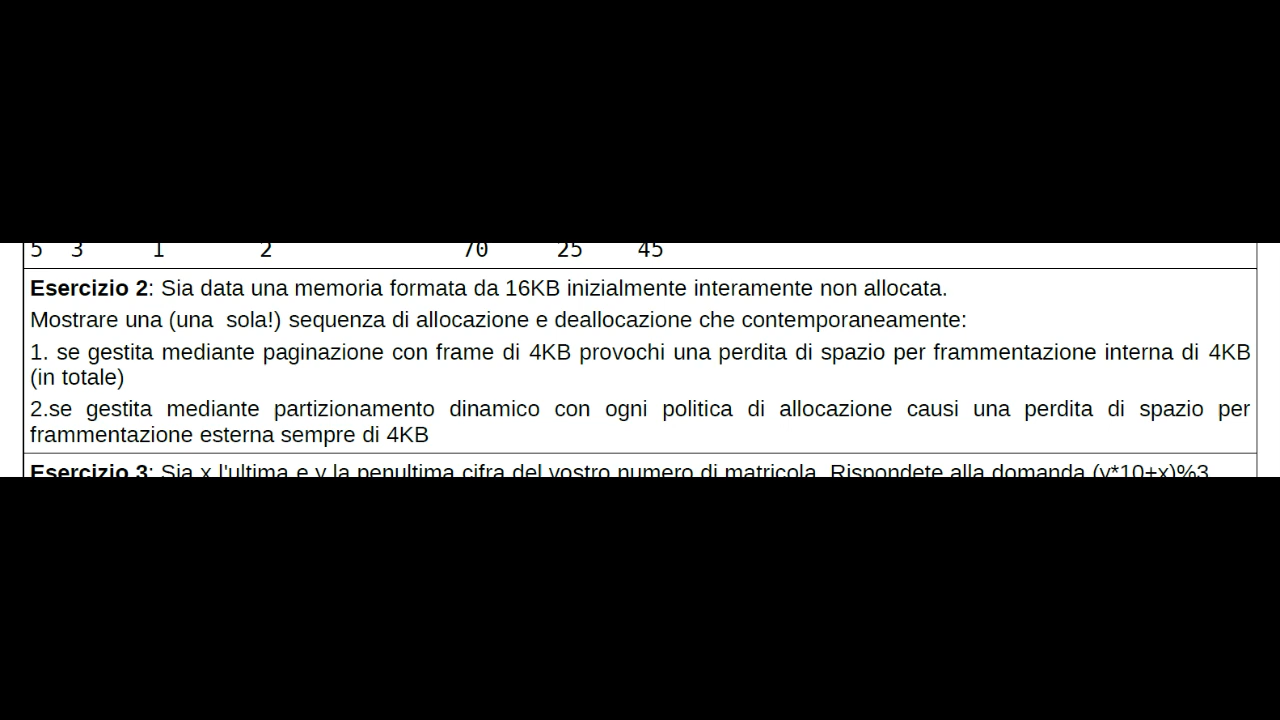 5 3 1 2 70 25 45
Esercizio 2: Sia data una memoria formata da 16KB inizialmente interamente non allocata.
Mostrare una (una sola!) sequenza di allocazione e deallocazione che contemporaneamente:
1. se gestita mediante paginazione con frame di 4KB provochi una perdita di spazio per frammentazione interna di 4KB
(in totale)
2.se gestita mediante partizionamento dinamico con ogni politica di allocazione causi una perdita di spazio per
frammentazione esterna sempre di 4KB
Esercizio 3: Sia x l'ultima e y la penultima cifra del vostro numero di matricola. Rispondete alla domanda (y*10+x)%3